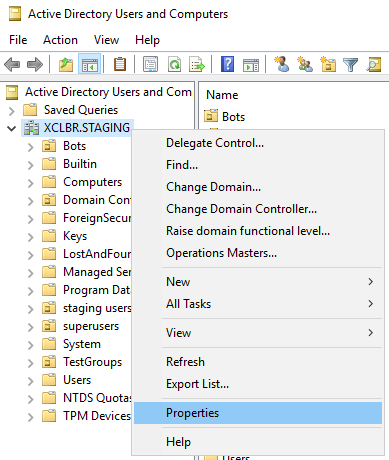 Active Directory Users and Computers
File Action View Help
Active Directory Users and Com
Saved Queries
XCLBR.STAGING
Bots
Builtin
Computers
Domain Con
ForeignSecur
Keys
LostAndFoun
Managed Ser
Program Data
staging users
superusers
System
TestGroups
Users
NTDS Quotas
TPM Devices
Name
Bots
Delegate Control...
Find...
Change Domain...
Change Domain Controller...
Raise domain functional level...
Operations Masters...
New
All Tasks
View
Refresh
Export List...
Properties
Help
Users